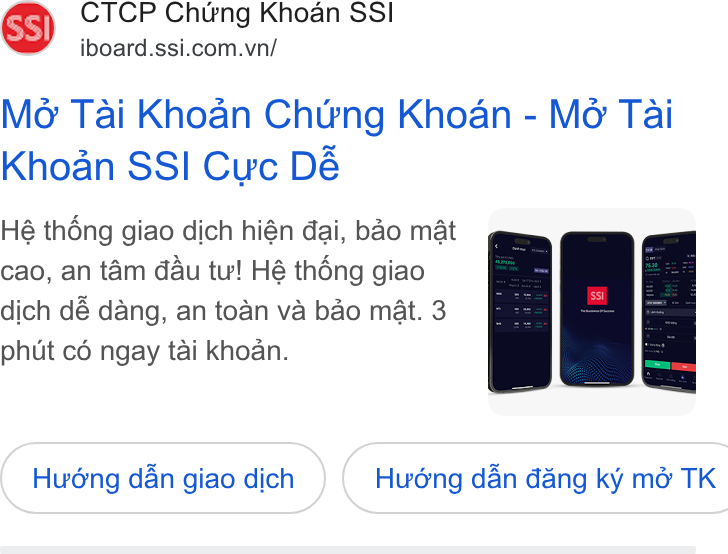 SSI
CTCP Chứng Khoán SSI
iboard.ssi.com.vn/
Mở Tài Khoản Chứng Khoán - Mở Tài
Khoản SSI Cực Dễ
Hệ thống giao dịch hiện đại, bảo mật
cao, an tâm đầu tư! Hệ thống giao
dịch dễ dàng, an toàn và bảo mật. 3
phút có ngay tài khoản.
SSI
Hướng dẫn giao dịch
Hướng dẫn đăng ký mở TK